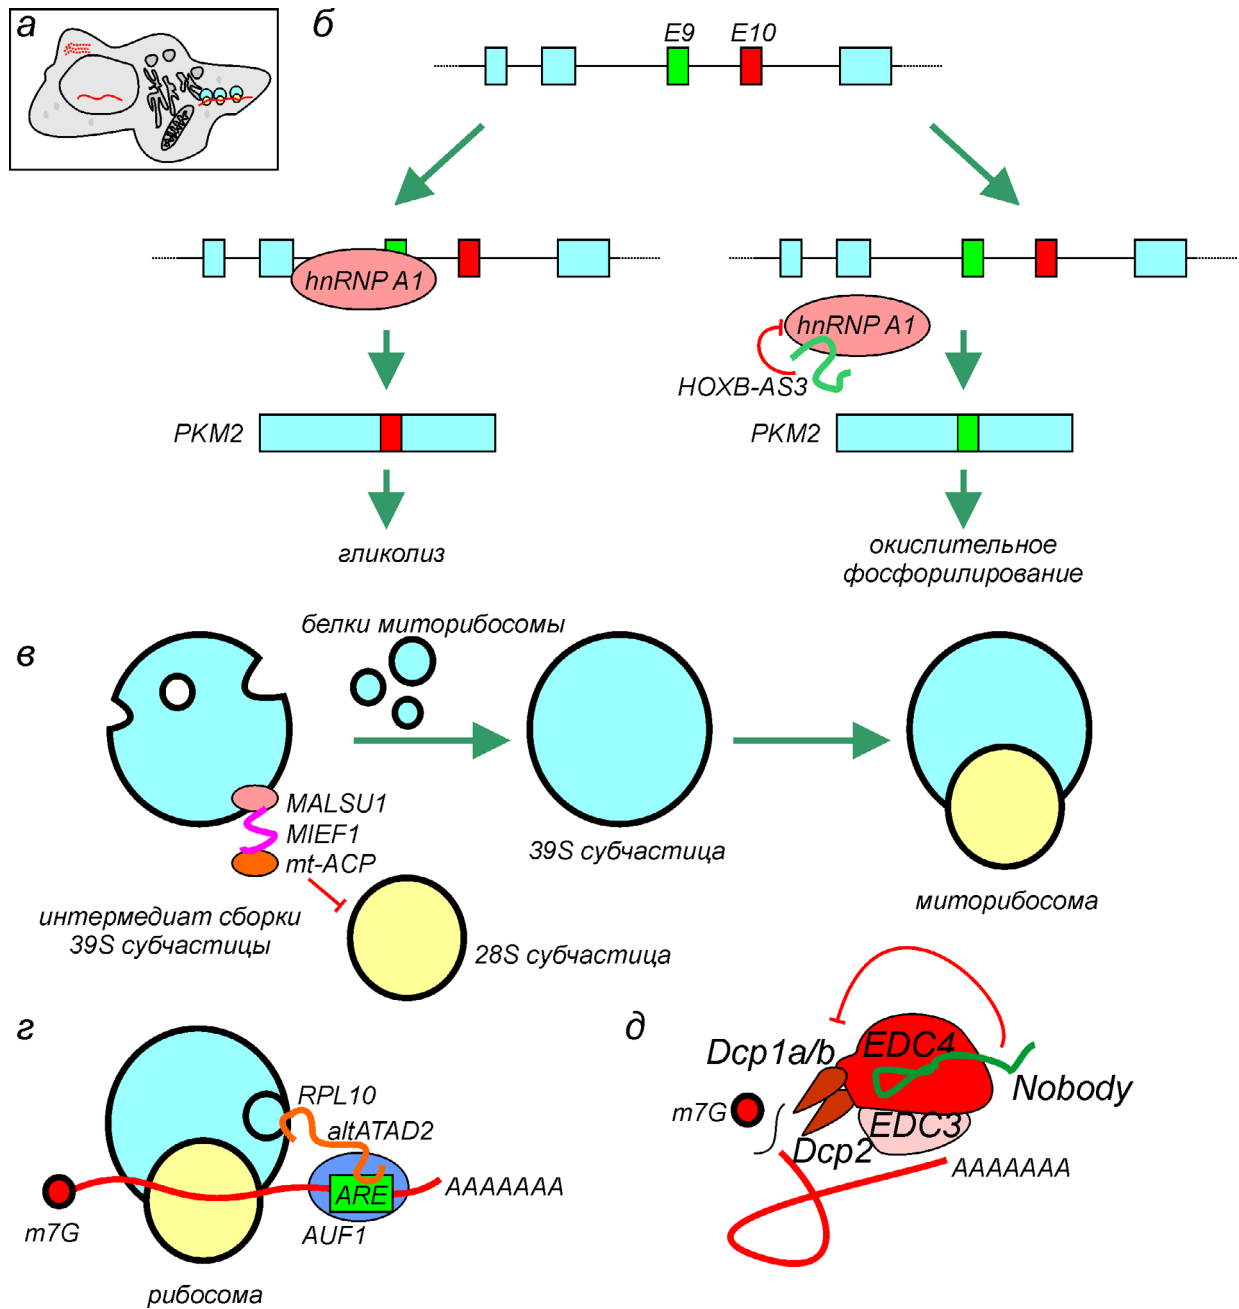 а
б
E9
E10
hnRNP A1
hnRNP A1
HOXB-AS3
PKM2
PKM2
гликолиз
окислительное
фосфорилирование
в
белки миторибосомы
MALSU1
MIEF1
mt-ACP
интермедиат сборки
39S субчастицы
28S субчастица
39S субчастица
миторибосома
г
RPL10
altATAD2
ARE
AUF1
m7G
AAAAAAA
рибосома
д
Dcp1a/b
EDC4
Nobody
m7G
EDC3
Dcp2
AAAAAAA